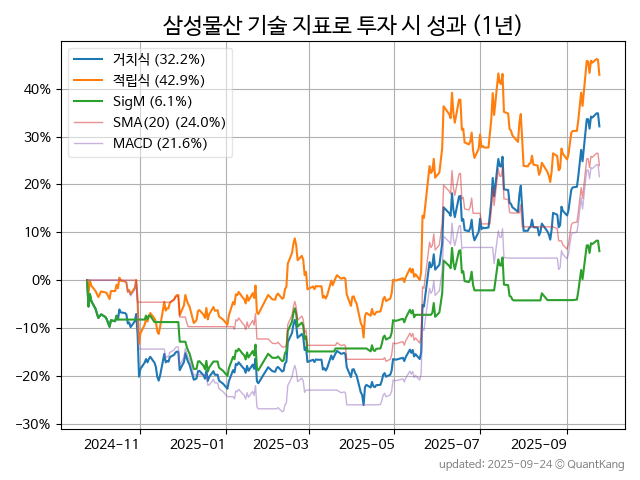 삼성물산 기술 지표로 투자 시 성과 (1년)
거치식 (32.2%)
적립식 (42.9%)
SigM (6.1%)
SMA(20) (24.0%)
MACD (21.6%)
40%
30%
20%
10%
0%
−10%
−20%
−30%
2024-11 2025-01 2025-03 2025-05 2025-07 2025-09
updated: 2025-09-24 ⓒ QuantKang